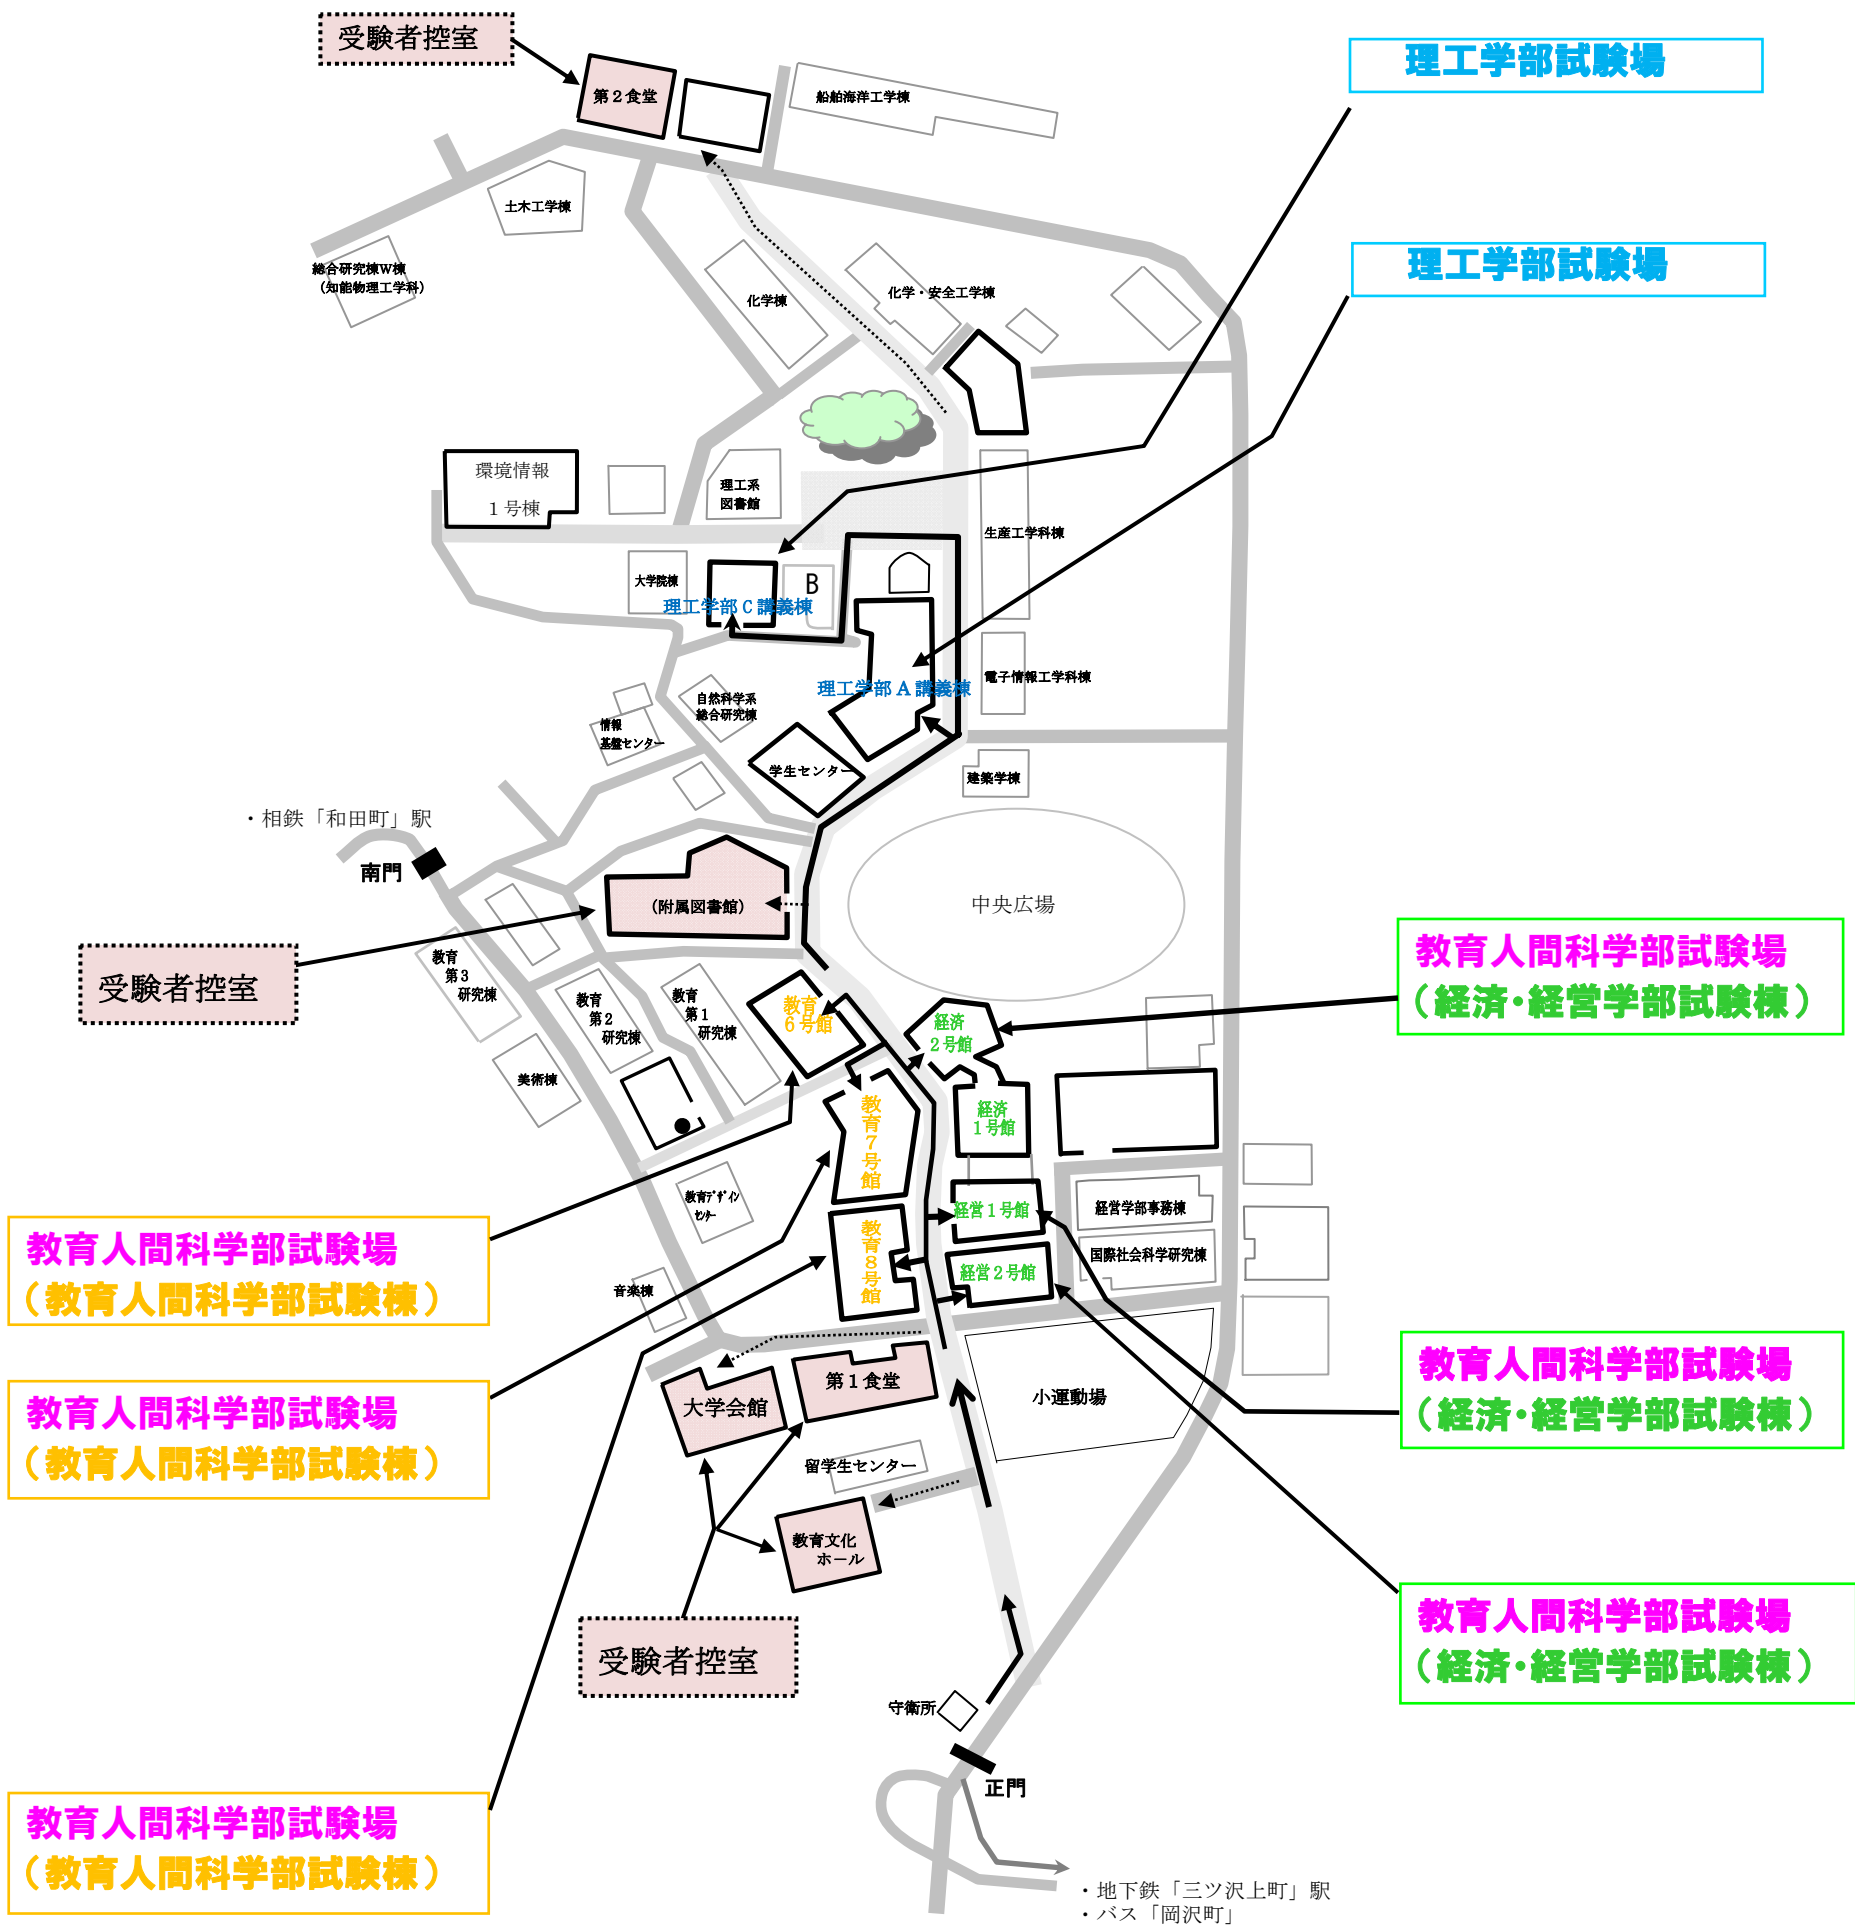 受験者控室
理工学部試験場
第２食堂
船舶海洋工学棟
土木工学棟
理工学部試験場
総合研究棟W棟
（知能物理工学科）
化学棟
化学・安全工学棟
環境情報
１号棟
理工系
図書館
生産工学科棟
大学院棟
B
理工学部Ｃ講義棟
電子情報工学科棟
理工学部Ａ講義棟
自然科学系
総合研究棟
情報
基盤センター
学生センター
建築学棟
・相鉄「和田町」駅
南門
（附属図書館）
中央広場
受験者控室
教育
第３
研究棟
教育
第２
研究棟
教育
第１
研究棟
教育
６号館
経済
２号館
教育人間科学部試験場
（経済・経営学部試験棟）
美術棟
教育７号館
経済
１号館
教育ﾃﾞｻﾞｲﾝ
ｾﾝﾀｰ
経営１号館
経営学部事務棟
教育人間科学部試験場
（教育人間科学部試験棟）
教育８号館
経営２号館
国際社会科学研究棟
音楽棟
教育人間科学部試験場
（教育人間科学部試験棟）
大学会館
第１食堂
小運動場
教育人間科学部試験場
（経済・経営学部試験棟）
留学生センター
教育文化
ホール
受験者控室
教育人間科学部試験場
（経済・経営学部試験棟）
守衛所
正門
教育人間科学部試験場
（教育人間科学部試験棟）
・地下鉄「三ツ沢上町」駅
・バス「岡沢町」